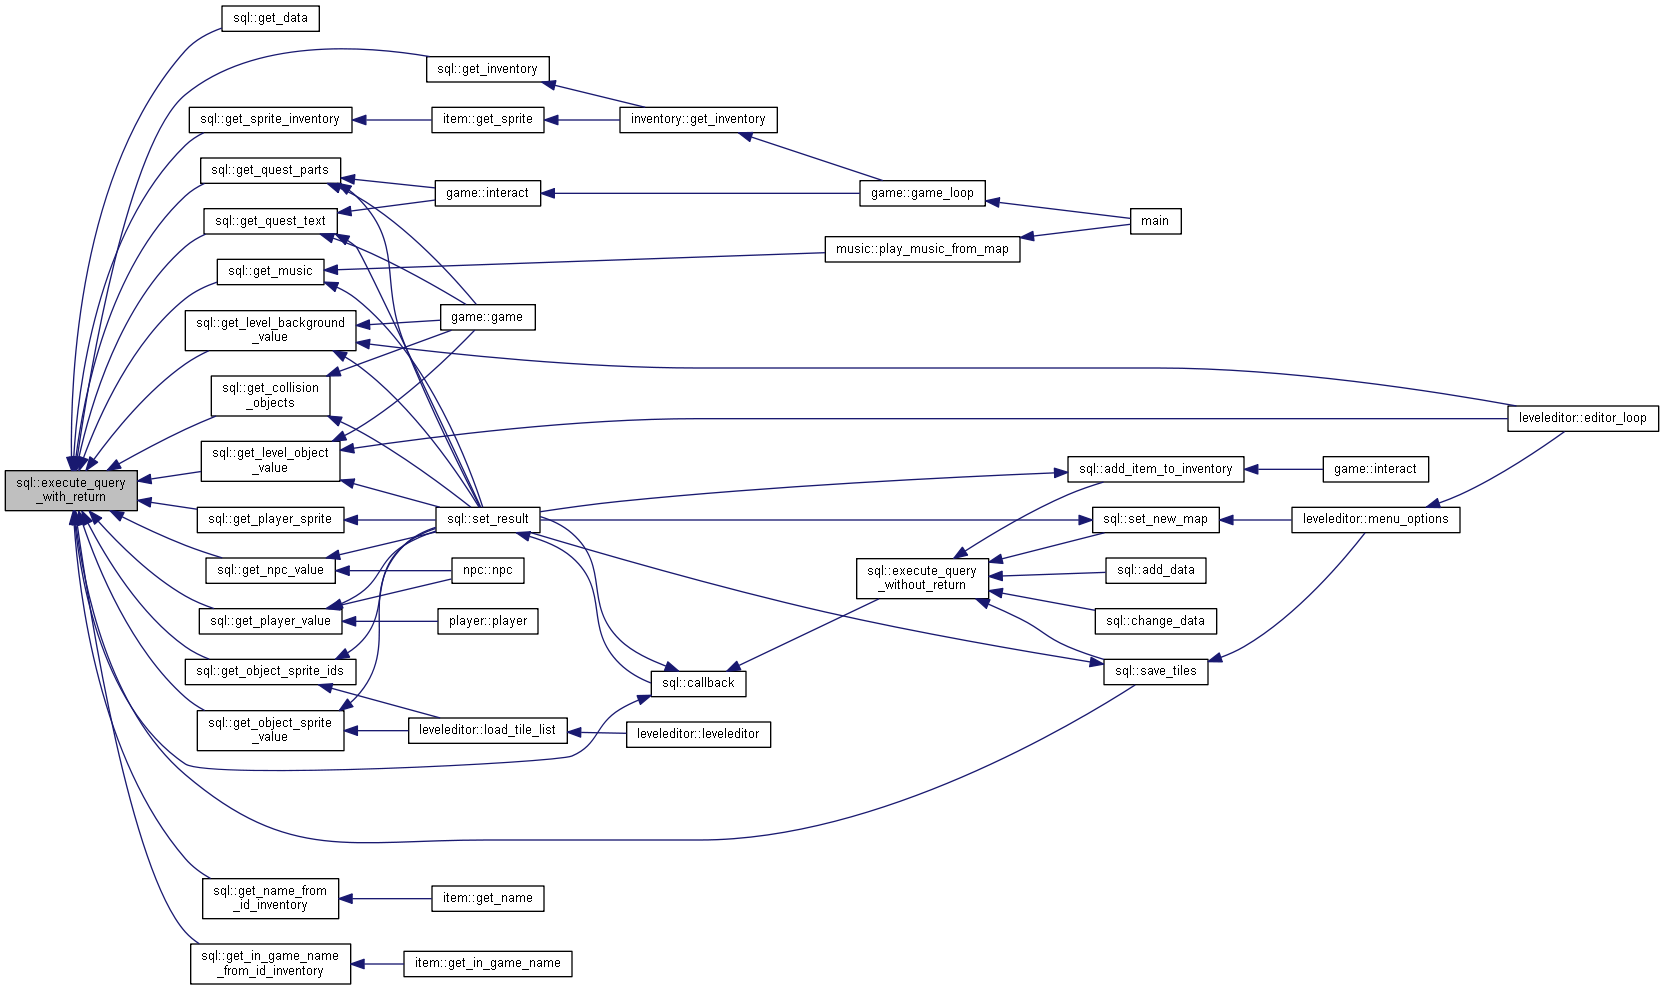 sql::get_data
sql::get_inventory
sql::get_sprite_inventory
item::get_sprite
inventory::get_inventory
sql::get_quest_parts
game::interact
game::game_loop
sql::get_quest_text
main
music::play_music_from_map
sql::get_music
game::game
sql::get_level_background
_value
sql::get_collision
_objects
leveleditor::editor_loop
sql::get_level_object
_value
sql::add_item_to_inventory
game::interact
sql::execute_query
_with_return
sql::get_player_sprite
sql::set_result
sql::set_new_map
leveleditor::menu_options
sql::get_npc_value
npc::npc
sql::execute_query
_without_return
sql::add_data
sql::get_player_value
player::player
sql::change_data
sql::get_object_sprite_ids
sql::callback
sql::save_tiles
sql::get_object_sprite
_value
leveleditor::load_tile_list
leveleditor::leveleditor
sql::get_name_from
_id_inventory
item::get_name
sql::get_in_game_name
_from_id_inventory
item::get_in_game_name